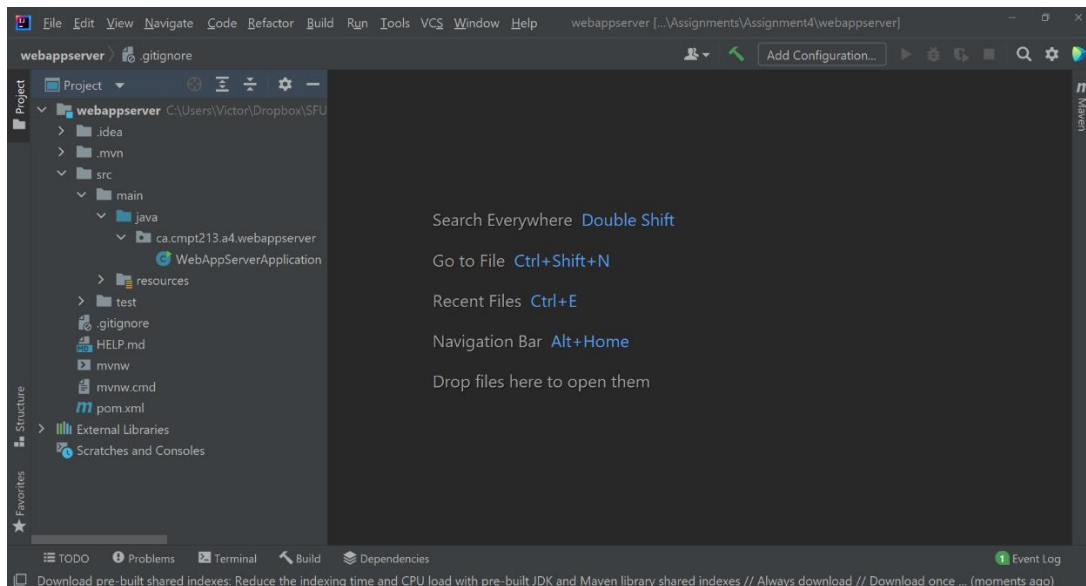 File Edit View Navigate Code Refactor Build Run Tools VCS Window Help webappserver [...\Assignments\Assignment4\webappserver]
webappserver .gitignore Add Configuration...
Project
Project
webappserver C:\Users\Victor\Dropbox\SFU
.idea
.mvn
src
main
java
ca.cmpt213.a4.webappserver
WebAppServerApplication
resources
test
.gitignore
HELP.md
mvnw
mvnw.cmd
pom.xml
External Libraries
Scratches and Consoles
Structure
Favorites
Search Everywhere Double Shift
Go to File Ctrl+Shift+N
Recent Files Ctrl+E
Navigation Bar Alt+Home
Drop files here to open them
m
Maven
TODO Problems Terminal Build Dependencies 1 Event Log
Download pre-built shared indexes: Reduce the indexing time and CPU load with pre-built JDK and Maven library shared indexes // Always download // Download once ... (moments ago)